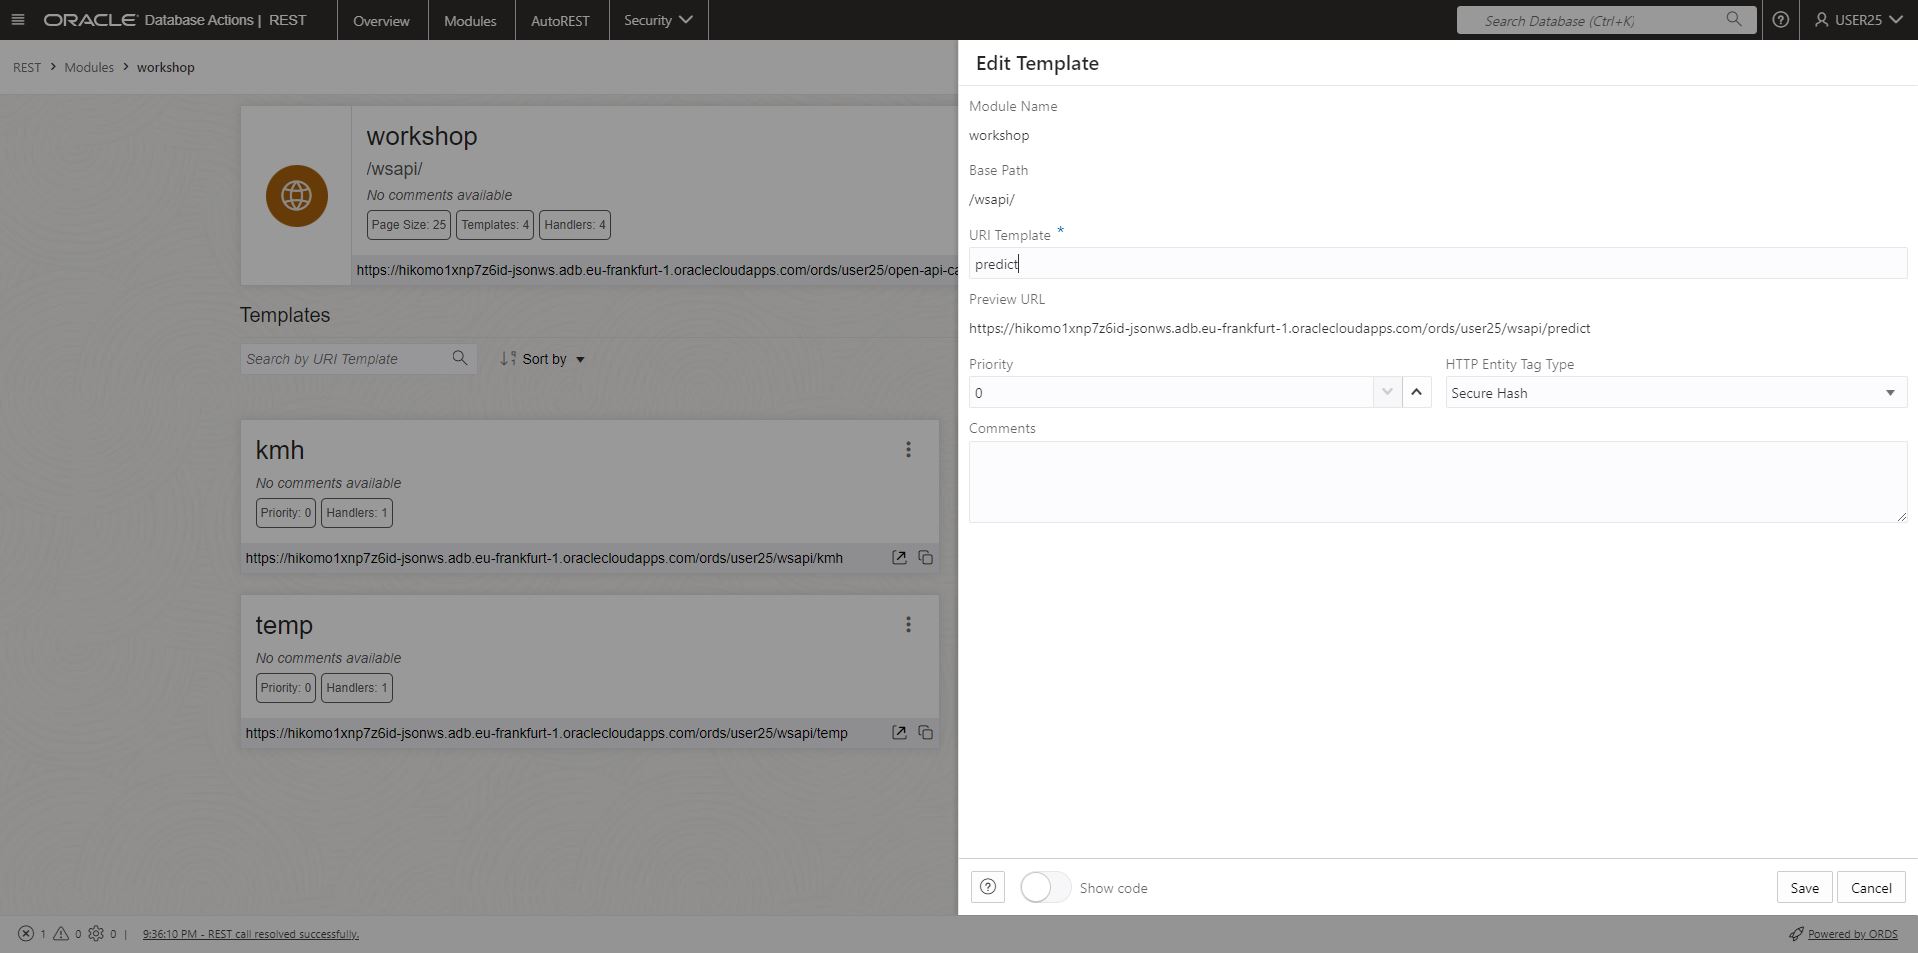 ORACLE Database Actions | REST
Overview
Modules
AutoREST
Security
Search Database (Ctrl+K)
USER25
REST > Modules > workshop
workshop
/wsapi/
No comments available
Page Size: 25
Templates: 4
Handlers: 4
https://hikomo1xnp7z6id-jsonws.adb.eu-frankfurt-1.oraclecloudapps.com/ords/user25/open-api-ca
Templates
Search by URI Template
Sort by
kmh
No comments available
Priority: 0
Handlers: 1
https://hikomo1xnp7z6id-jsonws.adb.eu-frankfurt-1.oraclecloudapps.com/ords/user25/wsapi/kmh
temp
No comments available
Priority: 0
Handlers: 1
https://hikomo1xnp7z6id-jsonws.adb.eu-frankfurt-1.oraclecloudapps.com/ords/user25/wsapi/temp
Edit Template
Module Name
workshop
Base Path
/wsapi/
URI Template *
predict
Preview URL
https://hikomo1xnp7z6id-jsonws.adb.eu-frankfurt-1.oraclecloudapps.com/ords/user25/wsapi/predict
Priority
0
HTTP Entity Tag Type
Secure Hash
Comments
Show code
Save
Cancel
1 0 0 | 9:36:10 PM - REST call resolved successfully.
Powered by ORDS